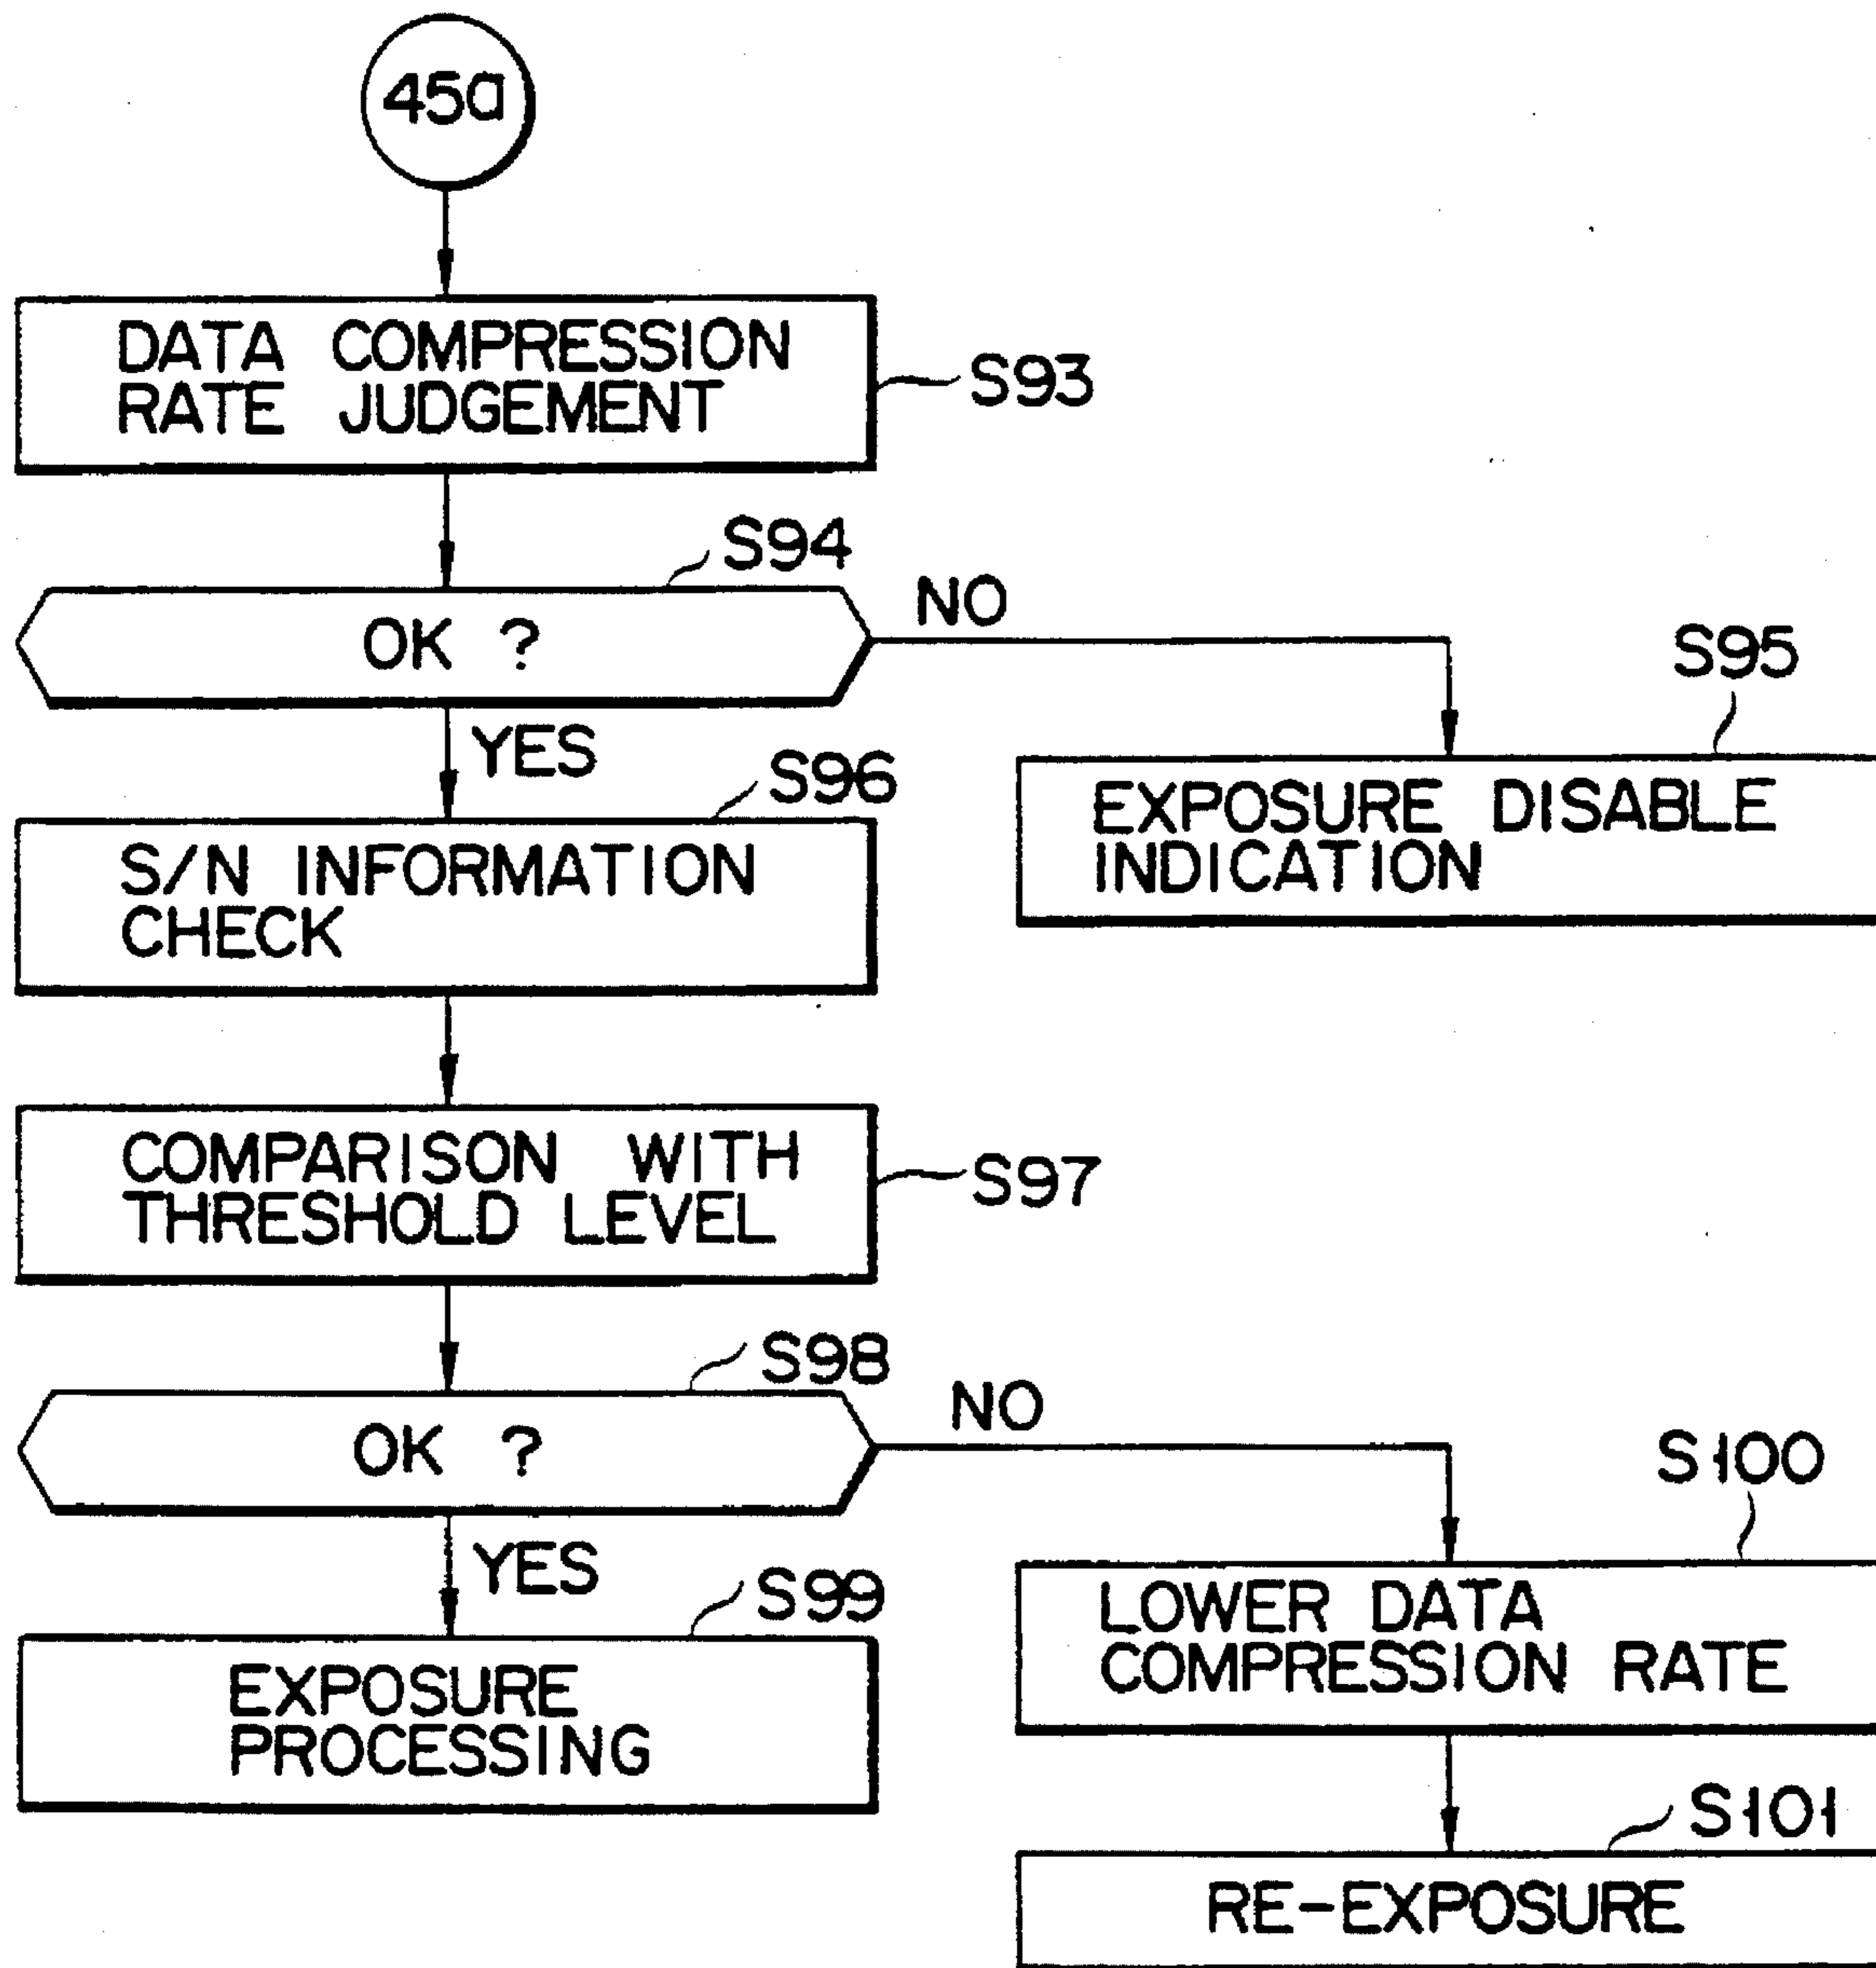 45a
DATA COMPRESSION
RATE JUDGEMENT
S93
S94
OK ?
NO
S95
YES
EXPOSURE DISABLE
INDICATION
S96
S/N INFORMATION
CHECK
COMPARISON WITH
THRESHOLD LEVEL
S97
S98
OK ?
NO
S100
YES
LOWER DATA
COMPRESSION RATE
S99
EXPOSURE
PROCESSING
S101
RE-EXPOSURE